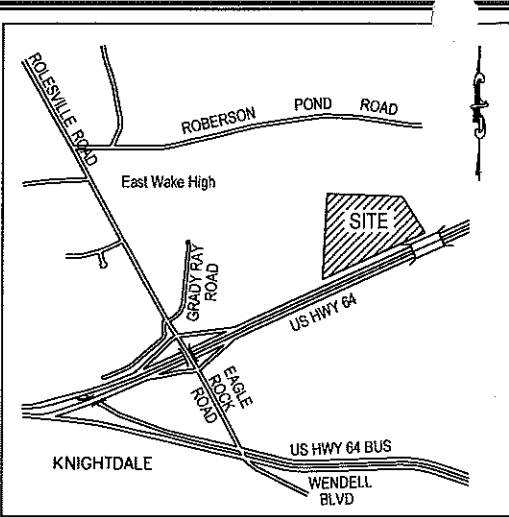 ROLESVILLE ROAD
ROBERSON POND ROAD
East Wake High
SITE
GRADY RAY
ROAD
US HWY 64
EAGLE
ROCK
ROAD
KNIGHTDALE
US HWY 64 BUS
WENDELL
BLVD